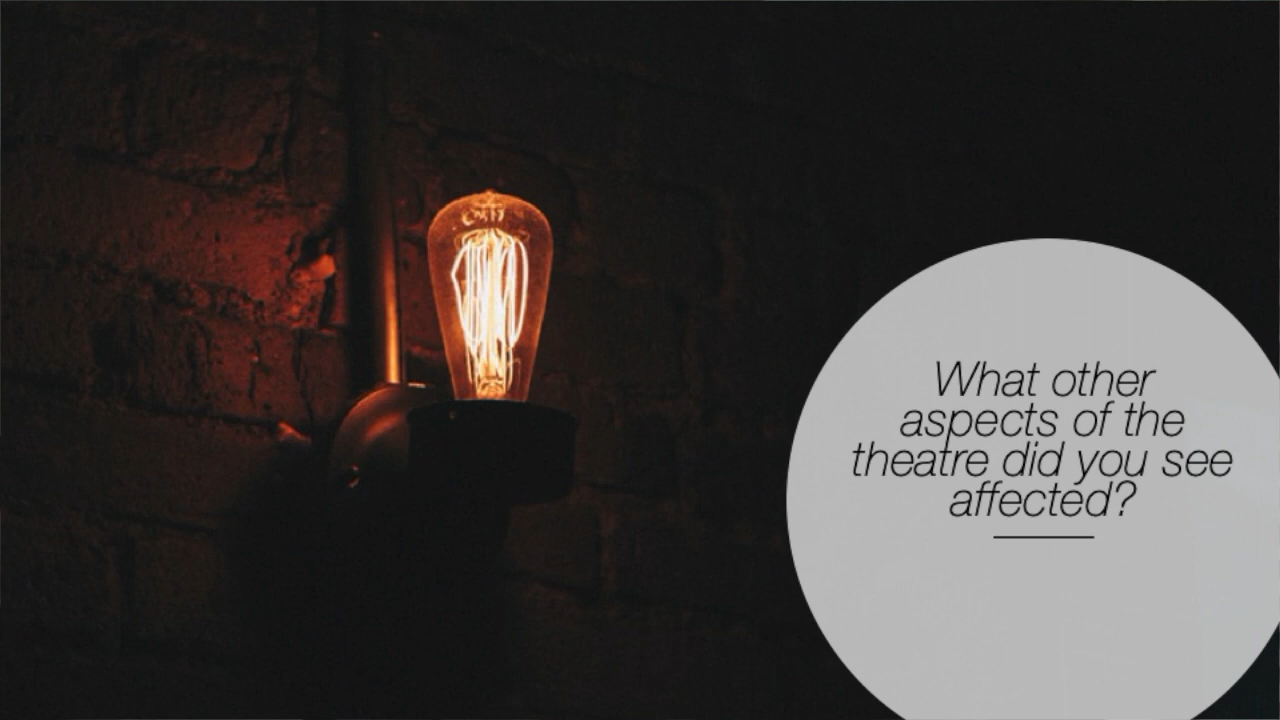 What other
aspects of the
theatre did you see
affected?